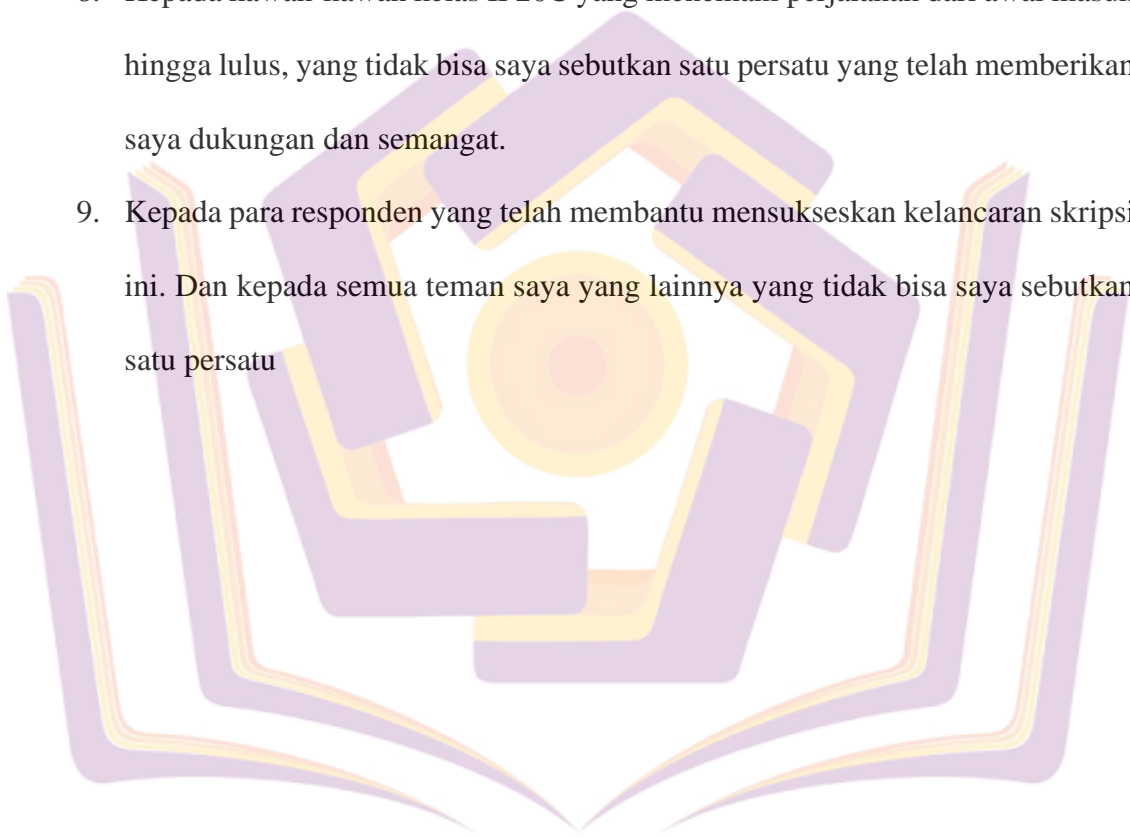 hingga lulus, yang tidak bisa saya sebutkan satu persatu yang telah memberikan
saya dukungan dan semangat.
9. Kepada para responden yang telah membantu mensukseskan kelancaran skripsi
ini. Dan kepada semua teman saya yang lainnya yang tidak bisa saya sebutkan
satu persatu